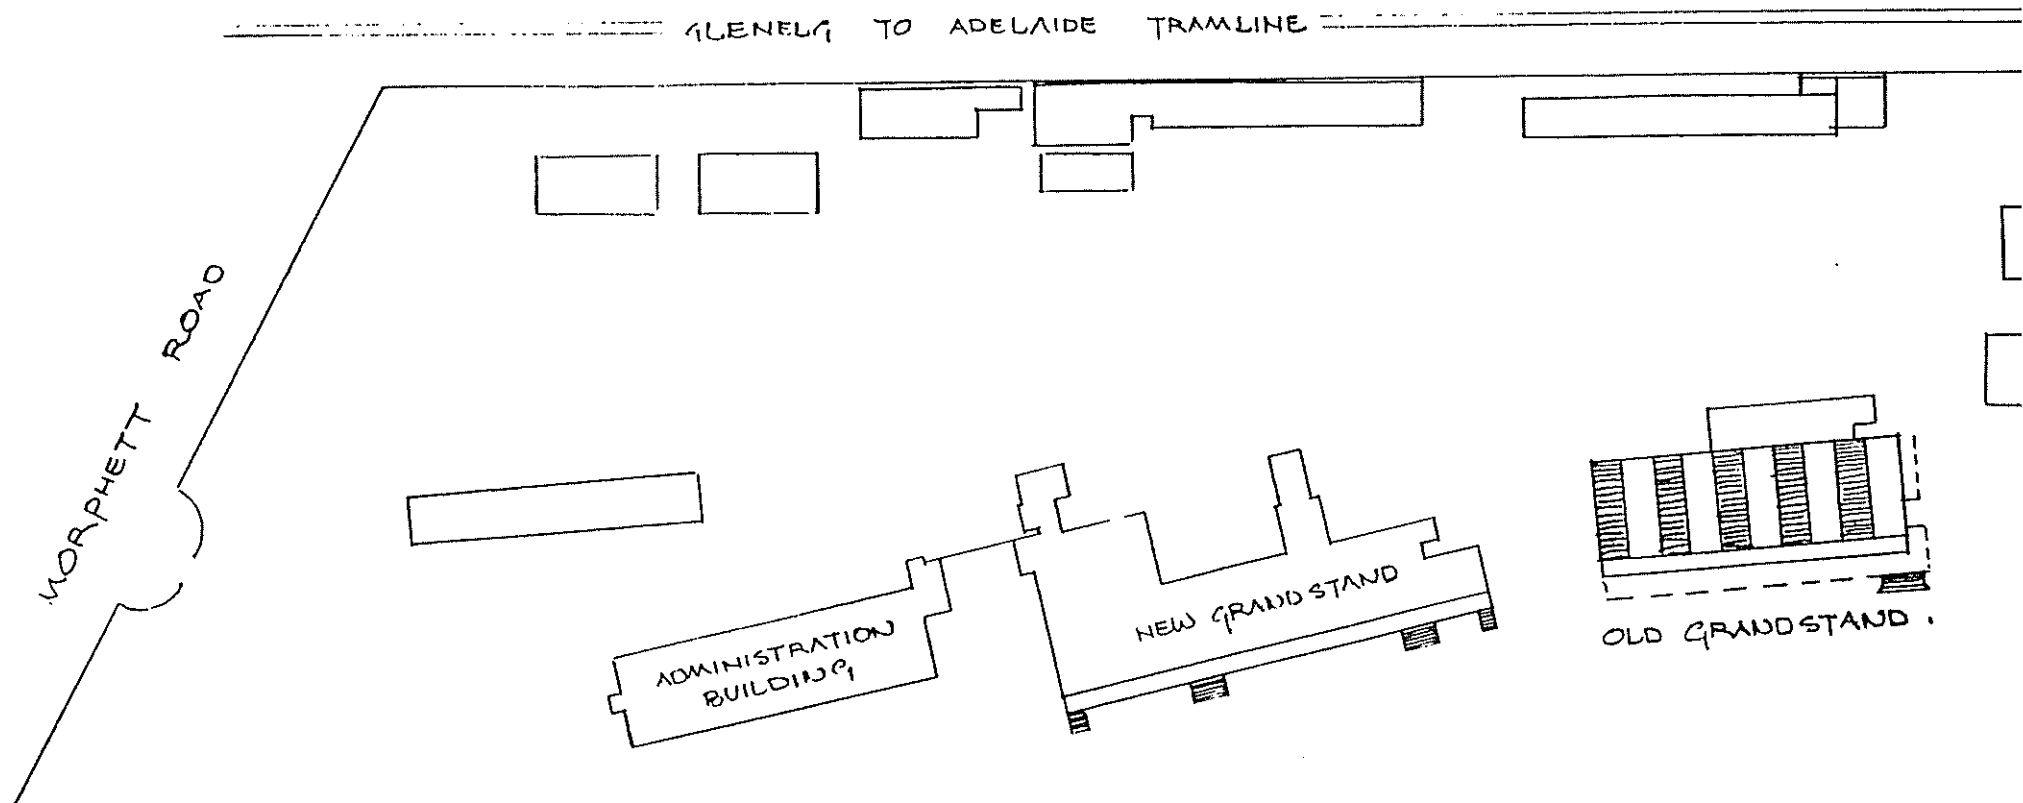 GLENELG TO ADELAIDE TRAMLINE
MORPHETT ROAD
ADMINISTRATION
BUILDING
NEW GRANDSTAND
OLD GRANDSTAND.